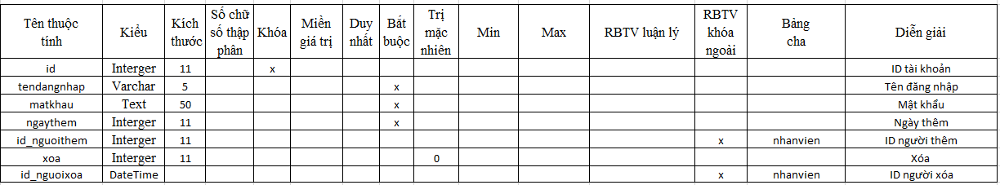 Tên thuộc tính	Kiểu	Kích thước	Số chữ số thập phân	Khóa	Miền giá trị	Duy nhất	Bắt buộc	Trị mặc nhiên	Min	Max	RBTV luận lý	RBTV khóa ngoài	Bảng cha	Diễn giải
id	Interger	11	x	ID tài khoản
tendangnhap	Varchar	5	x	Tên đăng nhập
matkhau	Text	50	x	Mật khẩu
ngaythem	Interger	11	x	Ngày thêm
id_nguoithem	Interger	11	x	nhanvien	ID người thêm
xoa	Interger	11	0	Xóa
id_nguoixoa	DateTime	x	nhanvien	ID người xóa